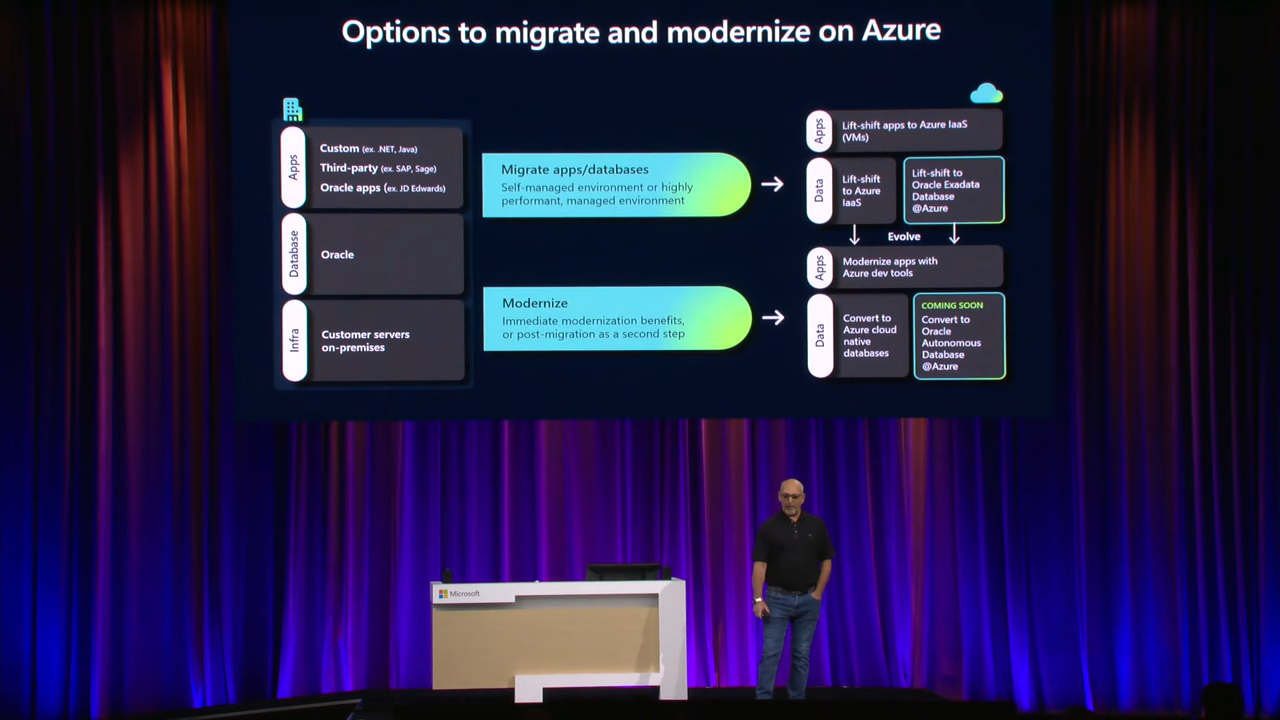 Options to migrate and modernize on Azure
Apps
Custom (ex. .NET, Java)
Third-party (ex. SAP, Sage)
Oracle apps (ex. JD Edwards)
Database
Oracle
Infra
Customer servers
on-premises
Migrate apps/databases
Self-managed environment or highly
performant, managed environment
Modernize
Immediate modernization benefits,
or post-migration as a second step
Apps
Lift-shift apps to Azure IaaS
(VMs)
Data
Lift-shift
to Azure
IaaS
Lift-shift to
Oracle Exadata
Database
@Azure
Evolve
Apps
Modernize apps with
Azure dev tools
Data
Convert to
Azure cloud
native
databases
COMING SOON
Convert to
Oracle
Autonomous
Database
@Azure
Microsoft